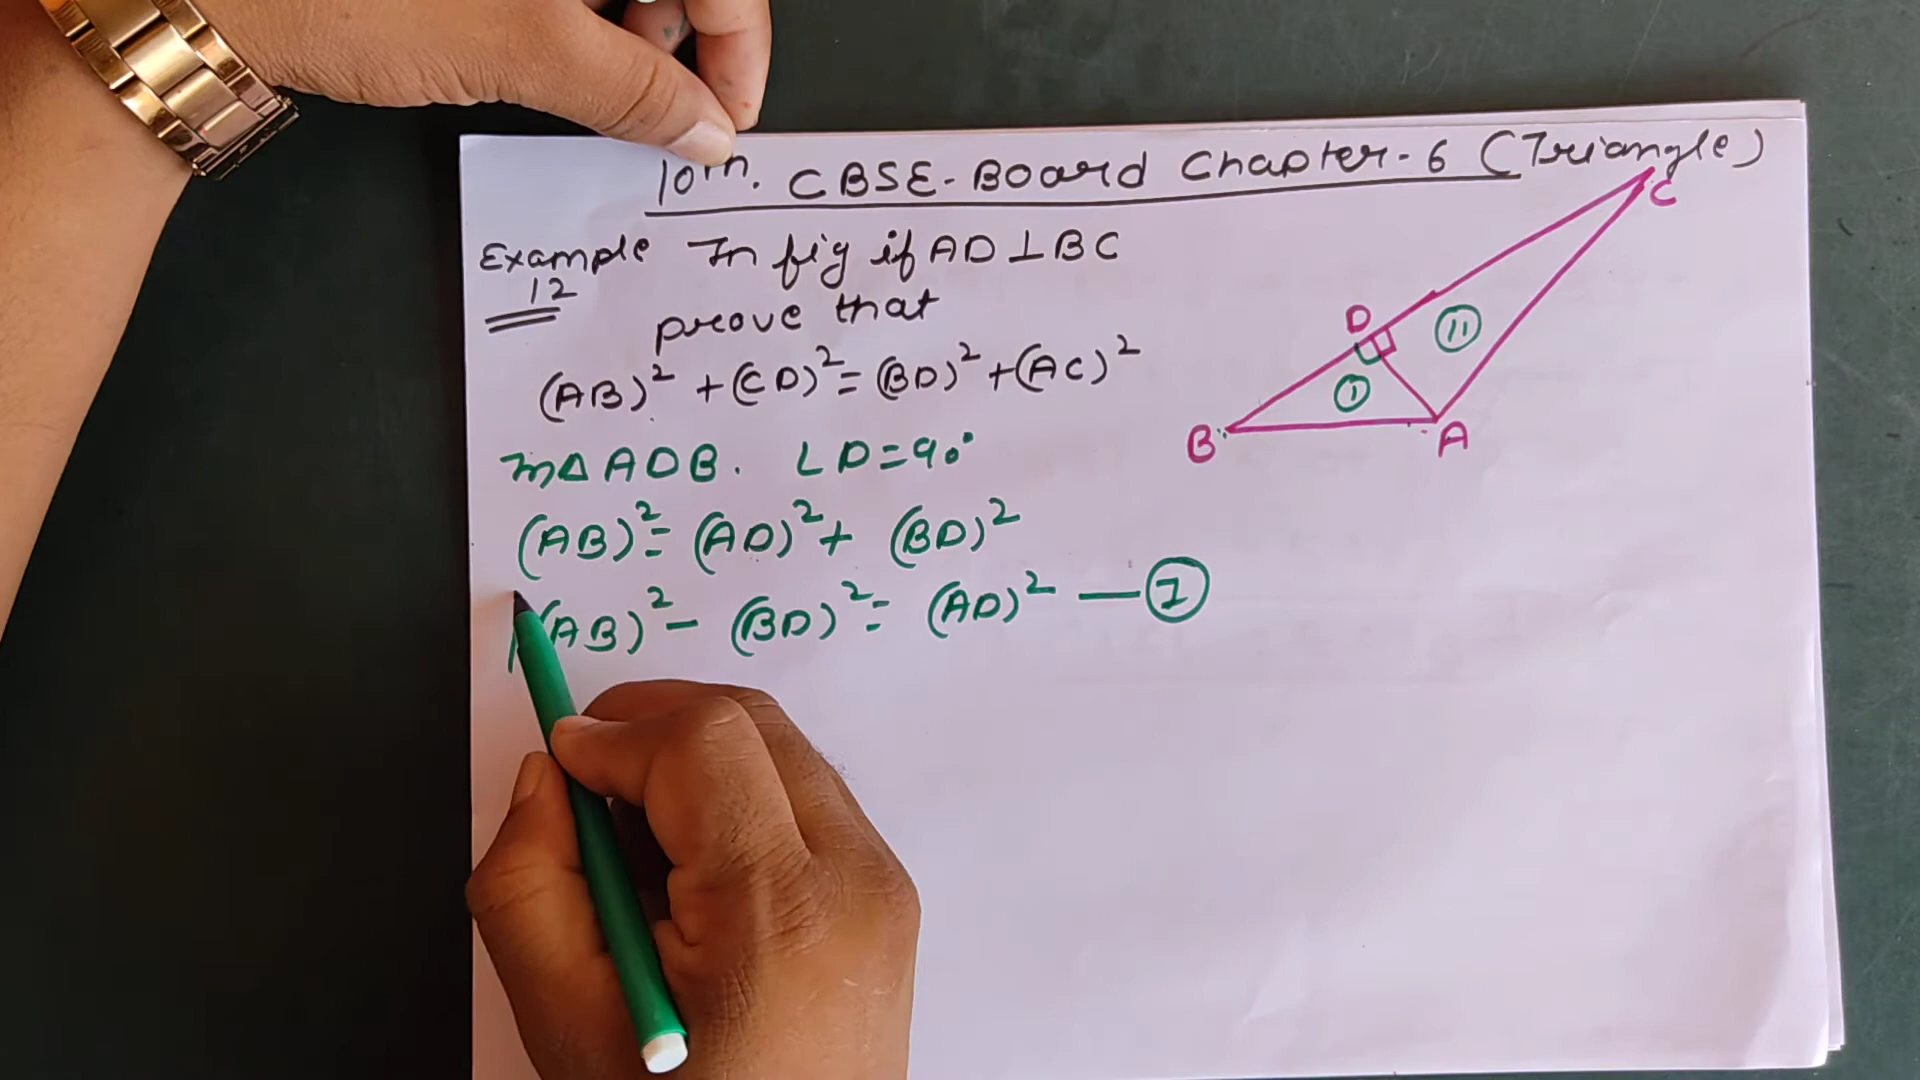 10th. CBSE-Board Chapter-6 (Triangle)
Example In fig if AD⊥BC
12
prove that
(AB)²+(CD)²=(BD)²+(AC)²
C
D
II
I
B
A
In△ADB. ∠D=90°
(AB)²=(AD)²+(BD)²
(AB)²-(BD)²=(AD)²—I